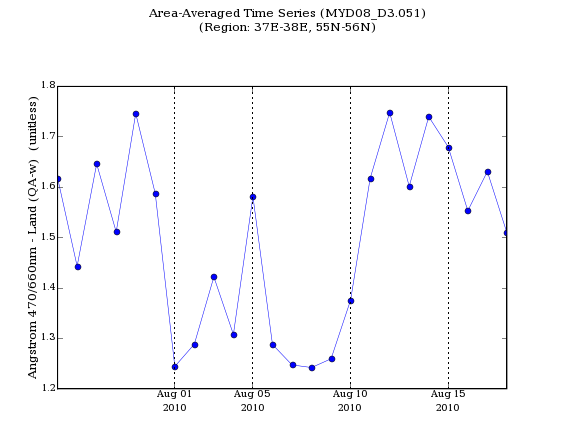 Area-Averaged Time Series (MYD08_D3.051)
(Region: 37E-38E, 55N-56N)
Angstrom 470/660nm - Land (QA-w)  (unitless)
1.8
1.7
1.6
1.5
1.4
1.3
1.2
Aug 01 Aug 05 Aug 10 Aug 15
2010 2010 2010 2010